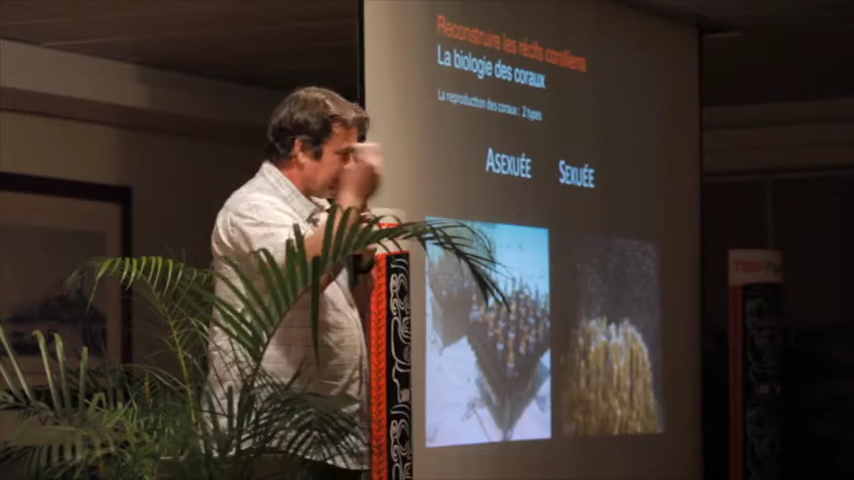 Reconstruire les récifs coralliens
La biologie des coraux
La reproduction des coraux : 2 types
ASEXUÉE
SEXUÉE